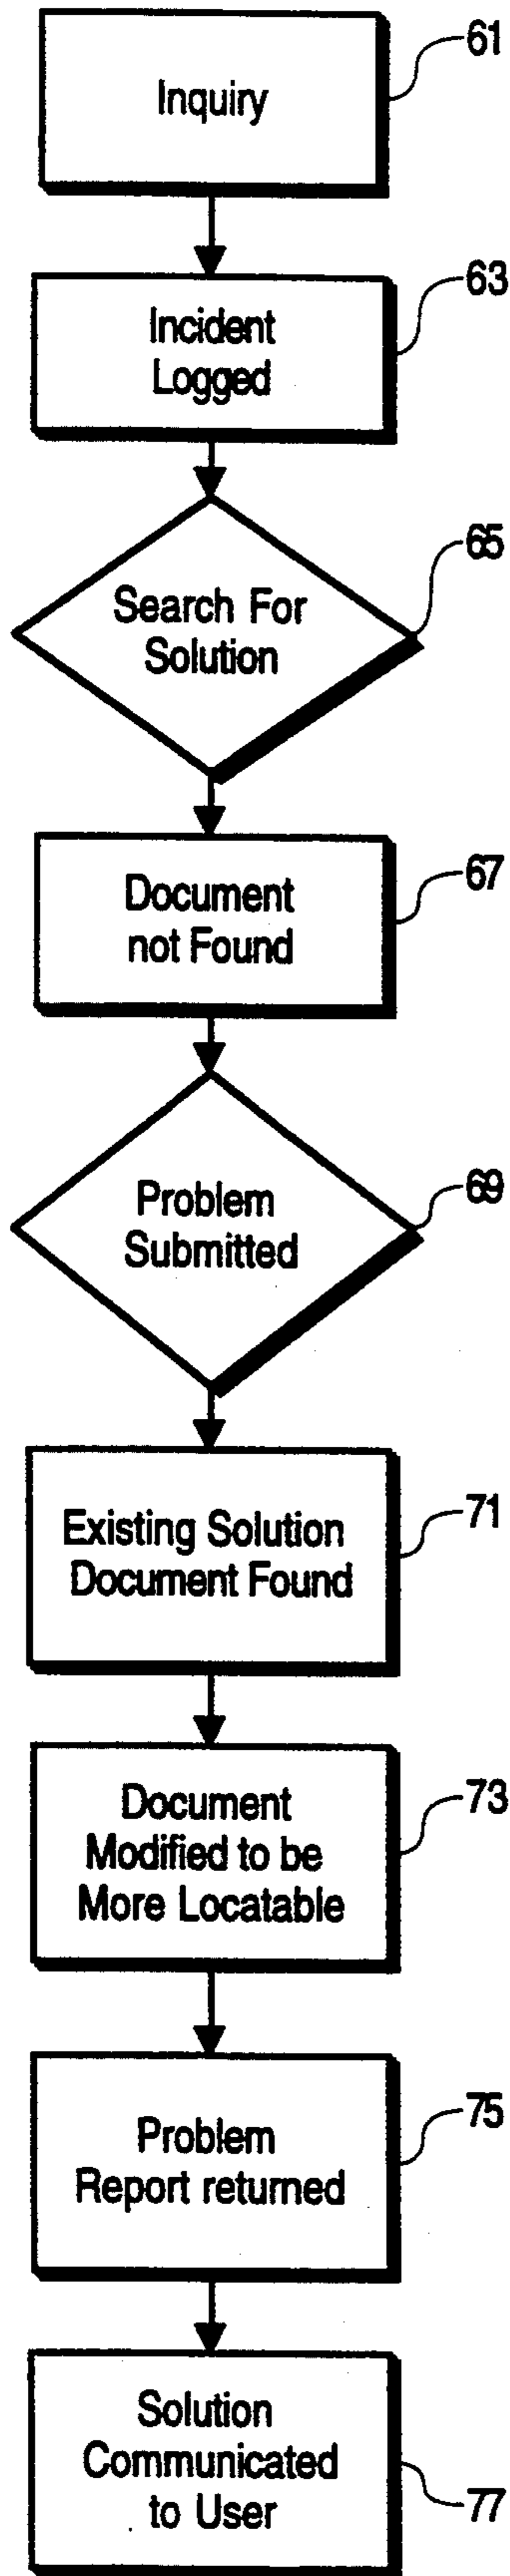 Inquiry
61
Incident
Logged
63
Search For
Solution
65
Document
not Found
67
Problem
Submitted
69
Existing Solution
Document Found
71
Document
Modified to be
More Locatable
73
Problem
Report returned
75
Solution
Communicated
to User
77